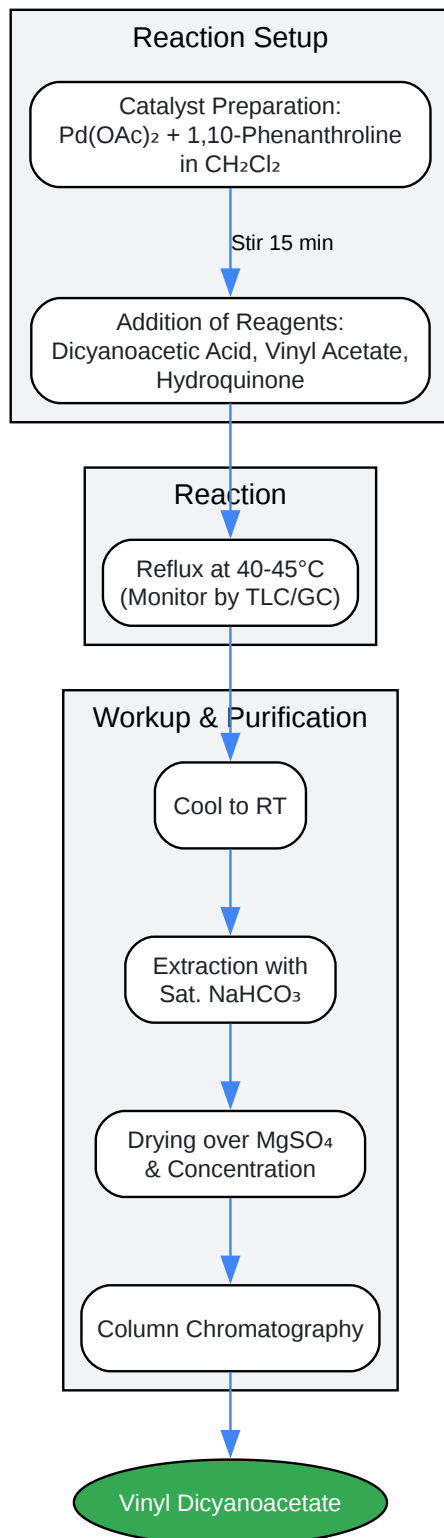 Reaction Setup
Catalyst Preparation:
Pd(OAc)₂ + 1,10-Phenanthroline
in CH₂Cl₂
Stir 15 min
Addition of Reagents:
Dicyanoacetic Acid, Vinyl Acetate,
Hydroquinone
Reaction
Reflux at 40-45°C
(Monitor by TLC/GC)
Workup & Purification
Cool to RT
Extraction with
Sat. NaHCO₃
Drying over MgSO₄
& Concentration
Column Chromatography
Vinyl Dicyanoacetate